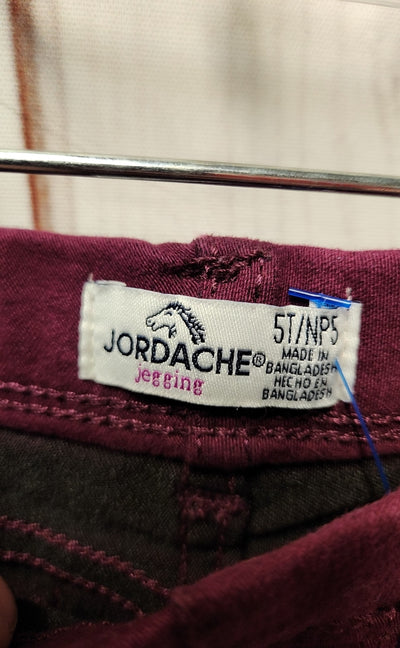 JORDACHE®
jegging
5T/NP5
MADE IN
BANGLADESH
HECHO EN
BANGLADESH